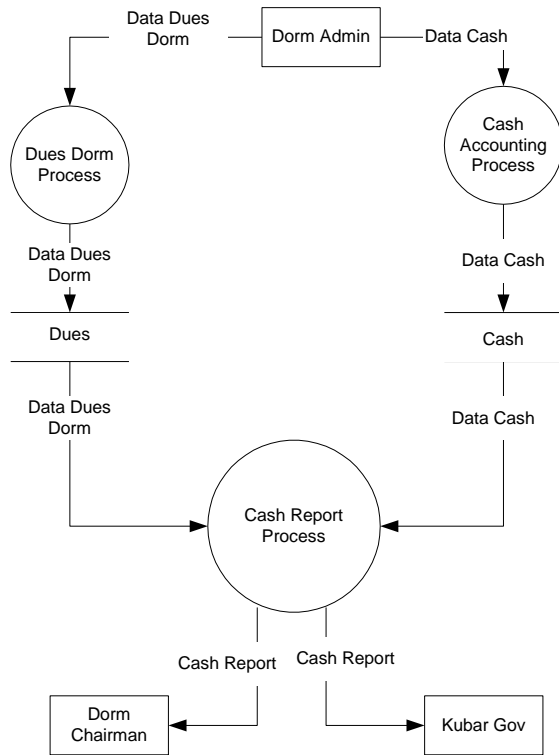 Data Dues
Dorm
Dorm Admin
Data Cash
Dues Dorm
Process
Cash
Accounting
Process
Data Dues
Dorm
Data Cash
Dues
Cash
Data Dues
Dorm
Data Cash
Cash Report
Process
Cash Report
Cash Report
Dorm
Chairman
Kubar Gov